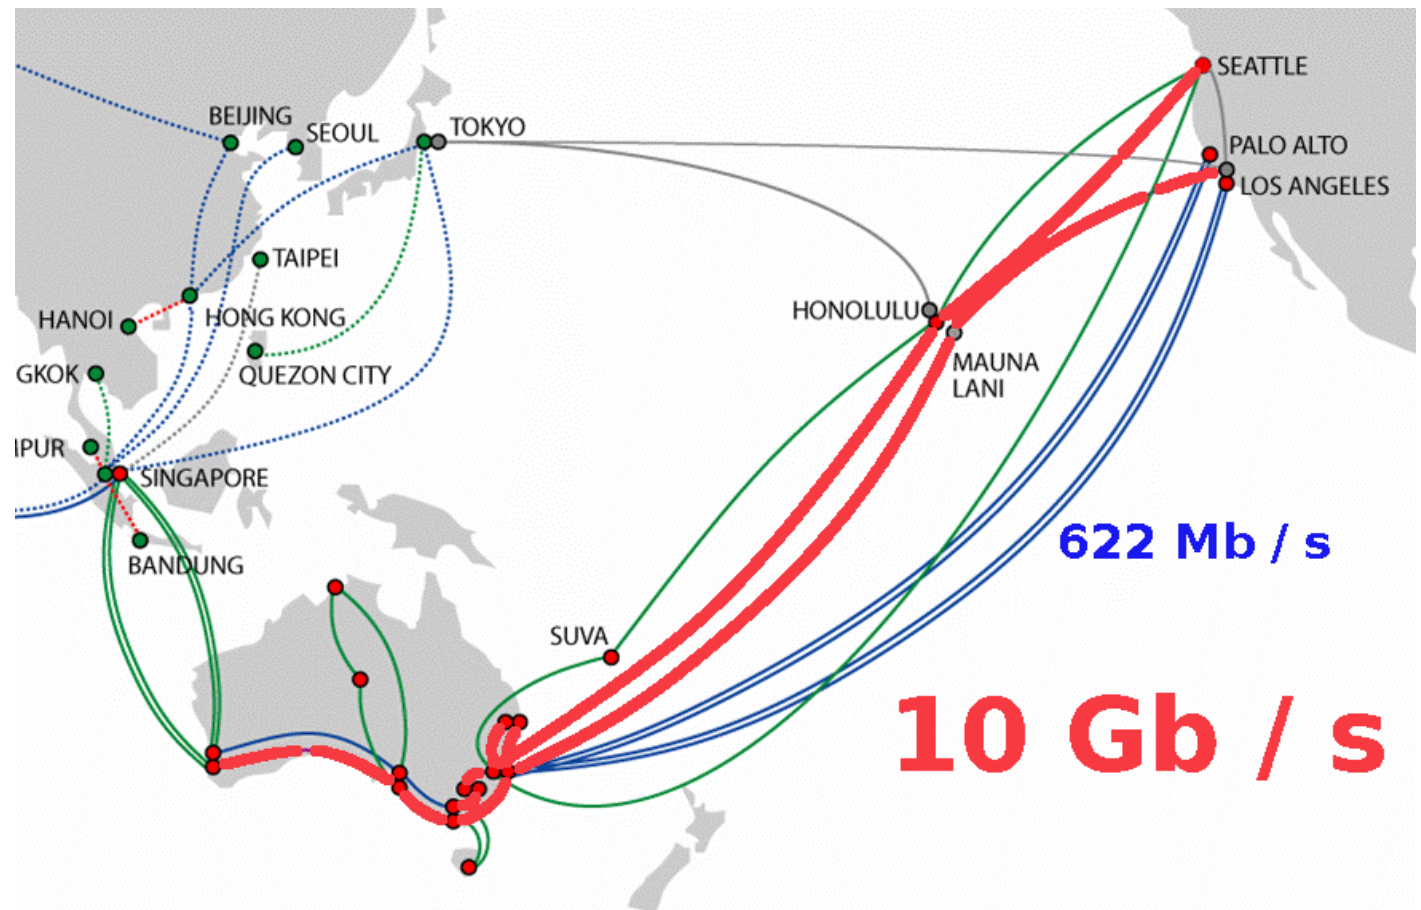 SEATTLE
BEIJING
SEOUL
TOKYO
PALO ALTO
LOS ANGELES
TAIPEI
HANOI
HONG KONG
HONOLULU
MAUNA
LANI
GKOK
QUEZON CITY
IPUR
SINGAPORE
622 Mb / s
BANDUNG
SUVA
10 Gb / s